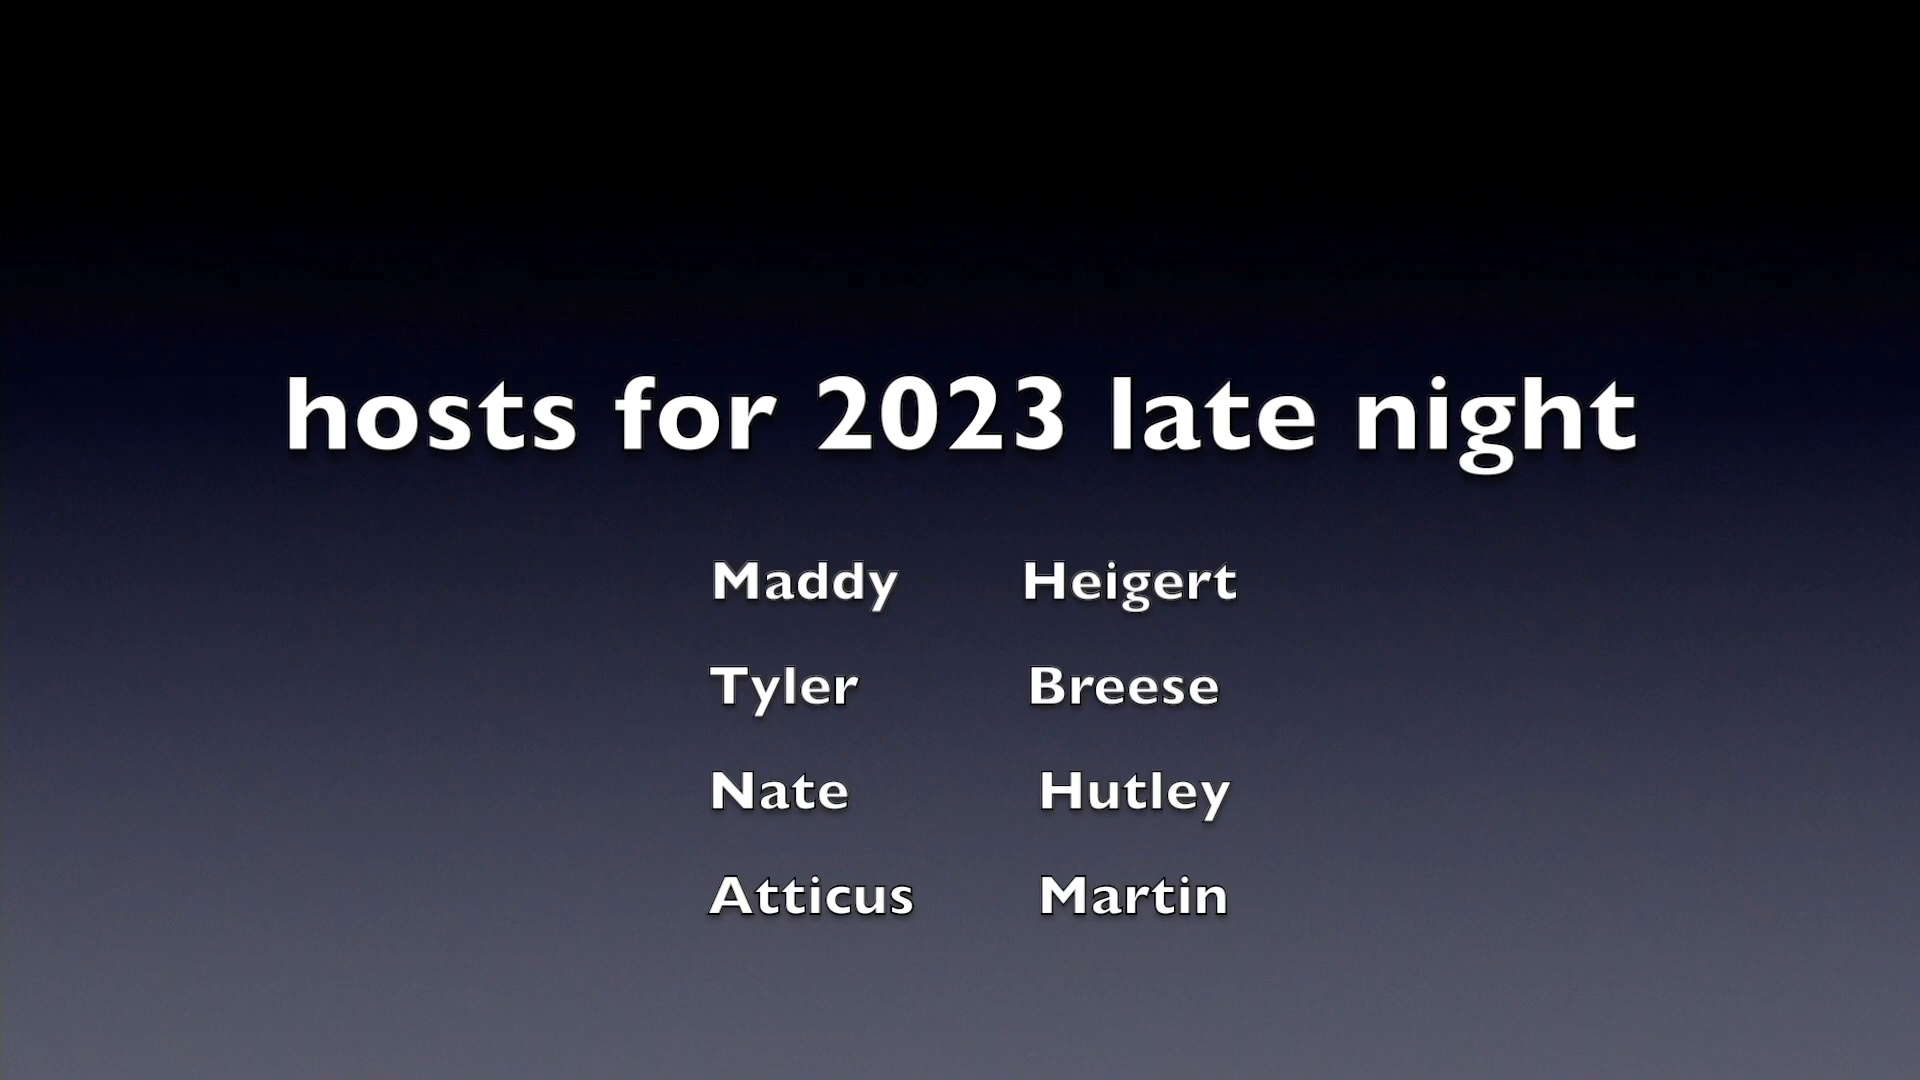 hosts for 2023 late night
Maddy Heigert
Tyler Breese
Nate Hutley
Atticus Martin